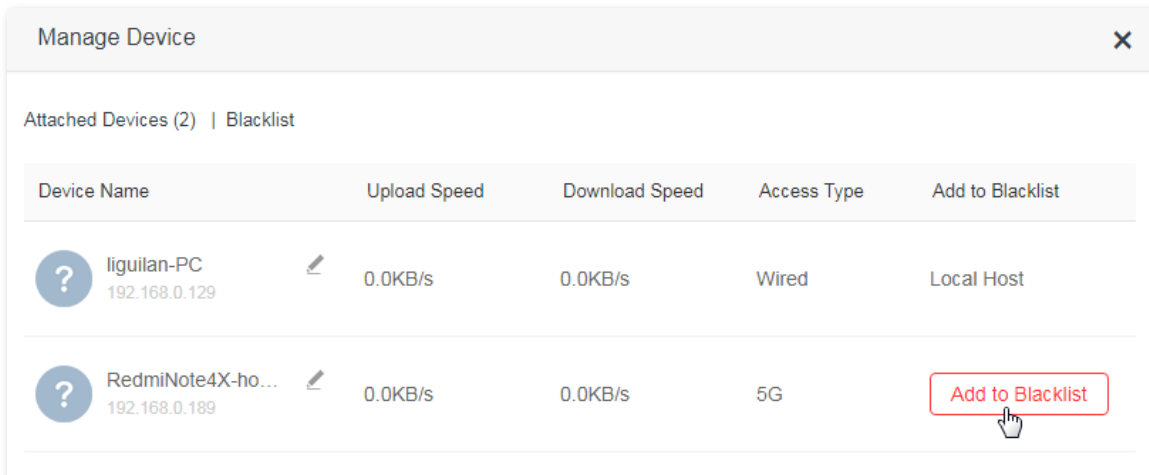 Manage Device
Attached Devices (2) | Blacklist
Device Name Upload Speed Download Speed Access Type Add to Blacklist
liguilan-PC
192.168.0.129
0.0KB/s 0.0KB/s Wired Local Host
RedmiNote4X-ho...
192.168.0.189
0.0KB/s 0.0KB/s 5G Add to Blacklist